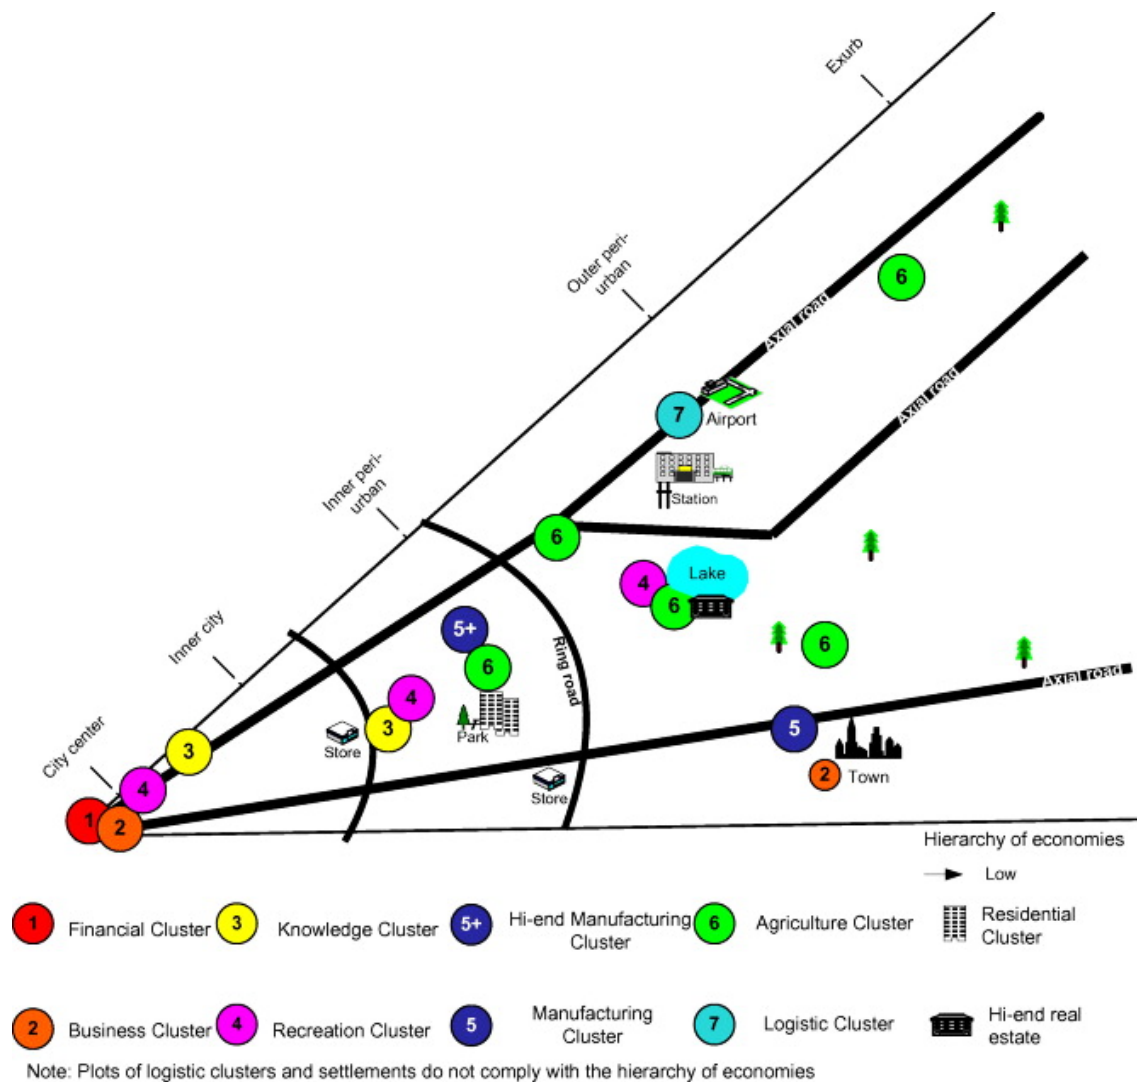 Exurb
Outer peri-
urban
Axial road
6
Axial road
7
Airport
Inner peri-
urban
Station
6
Lake
4
6
5+
6
6
Ring road
Inner city
4
3
Store
Park
Axial road
5
2
Town
City center
3
4
Store
1
2
Hierarchy of economies
Low
1
Financial Cluster
3
Knowledge Cluster
5+
Hi-end Manufacturing
Cluster
6
Agriculture Cluster
Residential
Cluster
2
Business Cluster
4
Recreation Cluster
5
Manufacturing
Cluster
7
Logistic Cluster
Hi-end real
estate
Note: Plots of logistic clusters and settlements do not comply with the hierarchy of economies